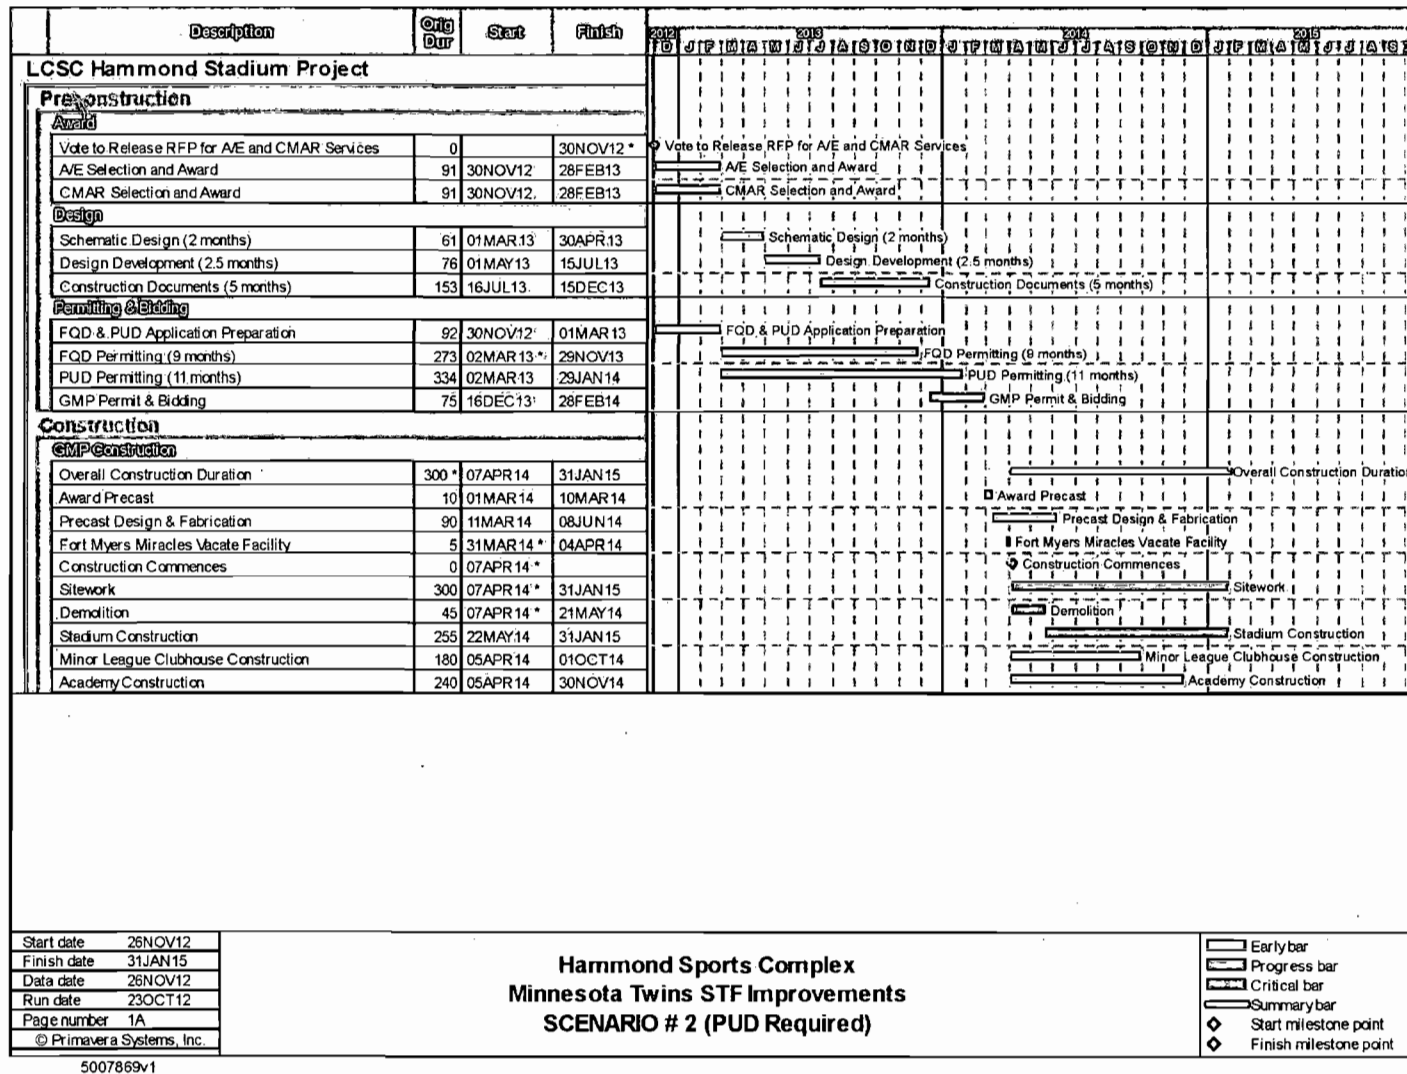 Description Orig Dur Start Finish 2012 2013 2014 2015
D J F M A M J J A S O N D J F M A M J J A S O N D J F M A M J J A S
LCSC Hammond Stadium Project
Preconstruction
Award
Vote to Release RFP for A/E and CMAR Services 0 30NOV12 * Vote to Release RFP for A/E and CMAR Services
A/E Selection and Award 91 30NOV12 28FEB13 A/E Selection and Award
CMAR Selection and Award 91 30NOV12 28FEB13 CMAR Selection and Award
Design
Schematic Design (2 months) 61 01MAR13 30APR13 Schematic Design (2 months)
Design Development (2.5 months) 76 01MAY13 15JUL13 Design Development (2.5 months)
Construction Documents (5 months) 153 16JUL13 15DEC13 Construction Documents (5 months)
Permitting & Bidding
FQD & PUD Application Preparation 92 30NOV12 01MAR13 FQD & PUD Application Preparation
FQD Permitting (9 months) 273 02MAR13 * 29NOV13 FQD Permitting (9 months)
PUD Permitting (11 months) 334 02MAR13 29JAN14 PUD Permitting (11 months)
GMP Permit & Bidding 75 16DEC13 28FEB14 GMP Permit & Bidding
Construction
GMP Construction
Overall Construction Duration 300 * 07APR14 31JAN15 Overall Construction Duration
Award Precast 10 01MAR14 10MAR14 Award Precast
Precast Design & Fabrication 90 11MAR14 08JUN14 Precast Design & Fabrication
Fort Myers Miracles Vacate Facility 5 31MAR14 * 04APR14 Fort Myers Miracles Vacate Facility
Construction Commences 0 07APR14 * Construction Commences
Sitework 300 07APR14 * 31JAN15 Sitework
Demolition 45 07APR14 * 21MAY14 Demolition
Stadium Construction 255 22MAY14 31JAN15 Stadium Construction
Minor League Clubhouse Construction 180 05APR14 01OCT14 Minor League Clubhouse Construction
Academy Construction 240 05APR14 30NOV14 Academy Construction
Start date 26NOV12
Finish date 31JAN15
Data date 26NOV12
Run date 23OCT12
Page number 1A
© Primavera Systems, Inc.
Hammond Sports Complex
Minnesota Twins STF Improvements
SCENARIO # 2 (PUD Required)
Early bar
Progress bar
Critical bar
Summary bar
Start milestone point
Finish milestone point
5007869v1